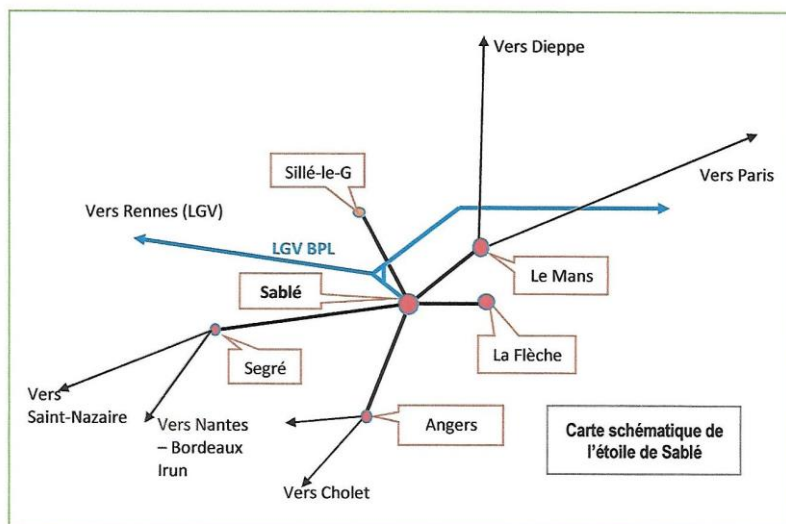 Vers Dieppe
Sillé-le-G
Vers Paris
Vers Rennes (LGV)
LGV BPL
Le Mans
Sablé
La Flèche
Segré
Vers
Saint-Nazaire
Vers Nantes
– Bordeaux
Irun
Angers
Carte schématique de
l'étoile de Sablé
Vers Cholet